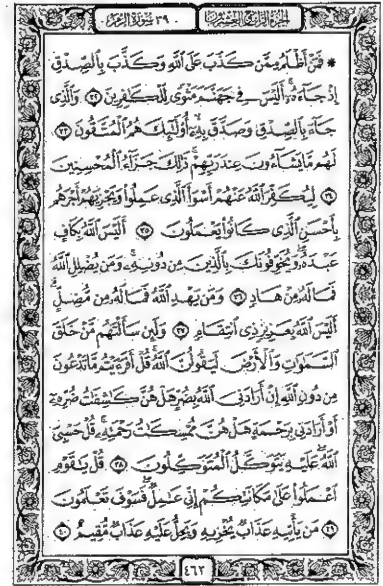 الجزء الرابع والعشرون ٣٩ سورة الزمر
* فَمَنْ أَظْلَمُ مِمَّن كَذَبَ عَلَى ٱللَّهِ وَكَذَّبَ بِٱلصِّدْقِ
إِذْ جَآءَهُۥٓ ۚ أَلَيْسَ فِى جَهَنَّمَ مَثْوًى لِّلْكَٰفِرِينَ ٣٢ وَٱلَّذِى
جَآءَ بِٱلصِّدْقِ وَصَدَّقَ بِهِۦٓ ۙ أُو۟لَٰٓئِكَ هُمُ ٱلْمُتَّقُونَ ٣٣
لَهُم مَّا يَشَآءُونَ عِندَ رَبِّهِمْ ۚ ذَٰلِكَ جَزَآءُ ٱلْمُحْسِنِينَ
٣٤ لِيُكَفِّرَ ٱللَّهُ عَنْهُمْ أَسْوَأَ ٱلَّذِى عَمِلُوا۟ وَيَجْزِيَهُمْ أَجْرَهُم
بِأَحْسَنِ ٱلَّذِى كَانُوا۟ يَعْمَلُونَ ٣٥ أَلَيْسَ ٱللَّهُ بِكَافٍ
عَبْدَهُۥ ۖ وَيُخَوِّفُونَكَ بِٱلَّذِينَ مِن دُونِهِۦ ۚ وَمَن يُضْلِلِ ٱللَّهُ
فَمَا لَهُۥ مِنْ هَادٍ ٣٦ وَمَن يَهْدِ ٱللَّهُ فَمَا لَهُۥ مِن مُّضِلٍّ ۗ
أَلَيْسَ ٱللَّهُ بِعَزِيزٍ ذِى ٱنتِقَامٍ ٣٧ وَلَئِن سَأَلْتَهُم مَّنْ خَلَقَ
ٱلسَّمَٰوَٰتِ وَٱلْأَرْضَ لَيَقُولُنَّ ٱللَّهُ ۚ قُلْ أَفَرَءَيْتُم مَّا تَدْعُونَ
مِن دُونِ ٱللَّهِ إِنْ أَرَادَنِىَ ٱللَّهُ بِضُرٍّ هَلْ هُنَّ كَٰشِفَٰتُ ضُرِّهِۦٓ
أَوْ أَرَادَنِى بِرَحْمَةٍ هَلْ هُنَّ مُمْسِكَٰتُ رَحْمَتِهِۦ ۚ قُلْ حَسْبِىَ
ٱللَّهُ ۖ عَلَيْهِ يَتَوَكَّلُ ٱلْمُتَوَكِّلُونَ ٣٨ قُلْ يَٰقَوْمِ
ٱعْمَلُوا۟ عَلَىٰ مَكَانَتِكُمْ إِنِّى عَٰمِلٌ ۖ فَسَوْفَ تَعْلَمُونَ
٣٩ مَن يَأْتِيهِ عَذَابٌ يُخْزِيهِ وَيَحِلُّ عَلَيْهِ عَذَابٌ مُّقِيمٌ ٤٠
٤٦٢